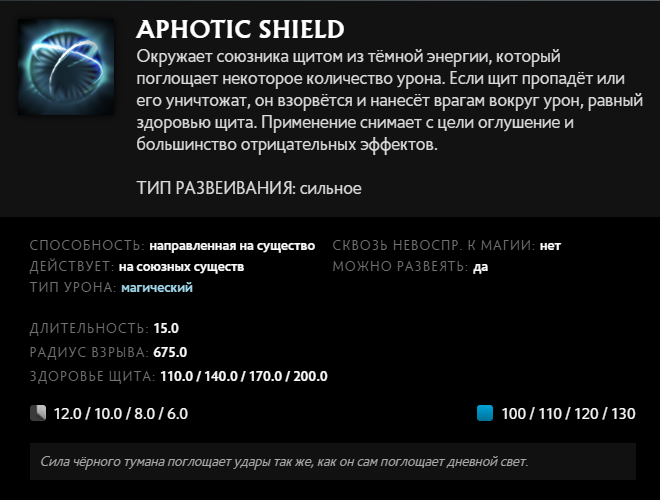 APHOTIC SHIELD
Окружает союзника щитом из тёмной энергии, который
поглощает некоторое количество урона. Если щит пропадёт или
его уничтожат, он взорвётся и нанесёт врагам вокруг урон, равный
здоровью щита. Применение снимает с цели оглушение и
большинство отрицательных эффектов.
ТИП РАЗВЕИВАНИЯ: сильное
СПОСОБНОСТЬ: направленная на существо СКВОЗЬ НЕВОСПР. К МАГИИ: нет
ДЕЙСТВУЕТ: на союзных существ МОЖНО РАЗВЕЯТЬ: да
ТИП УРОНА: магический
ДЛИТЕЛЬНОСТЬ: 15.0
РАДИУС ВЗРЫВА: 675.0
ЗДОРОВЬЕ ЩИТА: 110.0 / 140.0 / 170.0 / 200.0
12.0 / 10.0 / 8.0 / 6.0 100 / 110 / 120 / 130
Сила чёрного тумана поглощает удары так же, как он сам поглощает дневной свет.